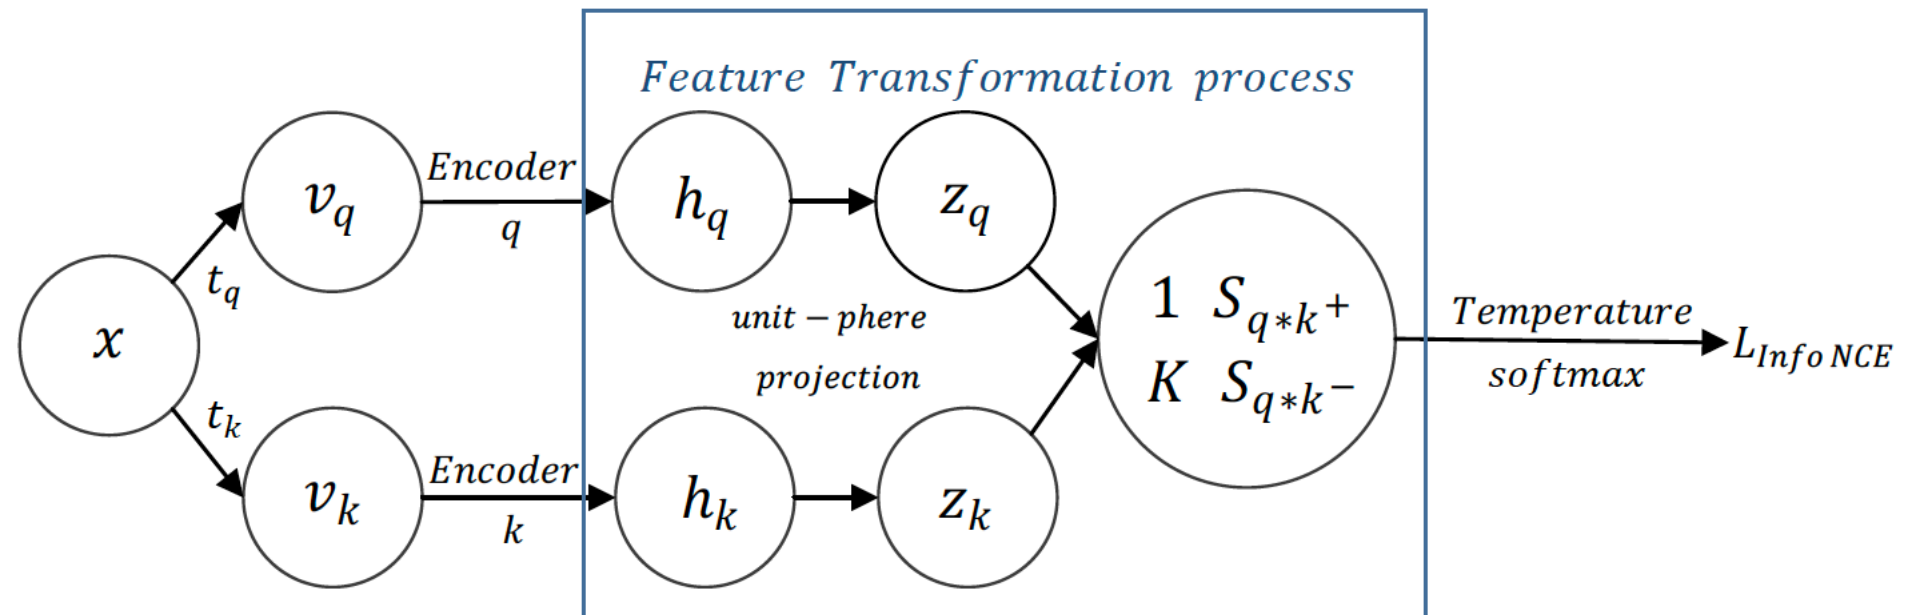 Feature Transformation process
x
t_q
t_k
v_q
v_k
Encoder
q
Encoder
k
h_q
z_q
unit − phere
projection
h_k
z_k
1 S_{q∗k^+}
K S_{q∗k^−}
Temperature
softmax
L_{Info NCE}